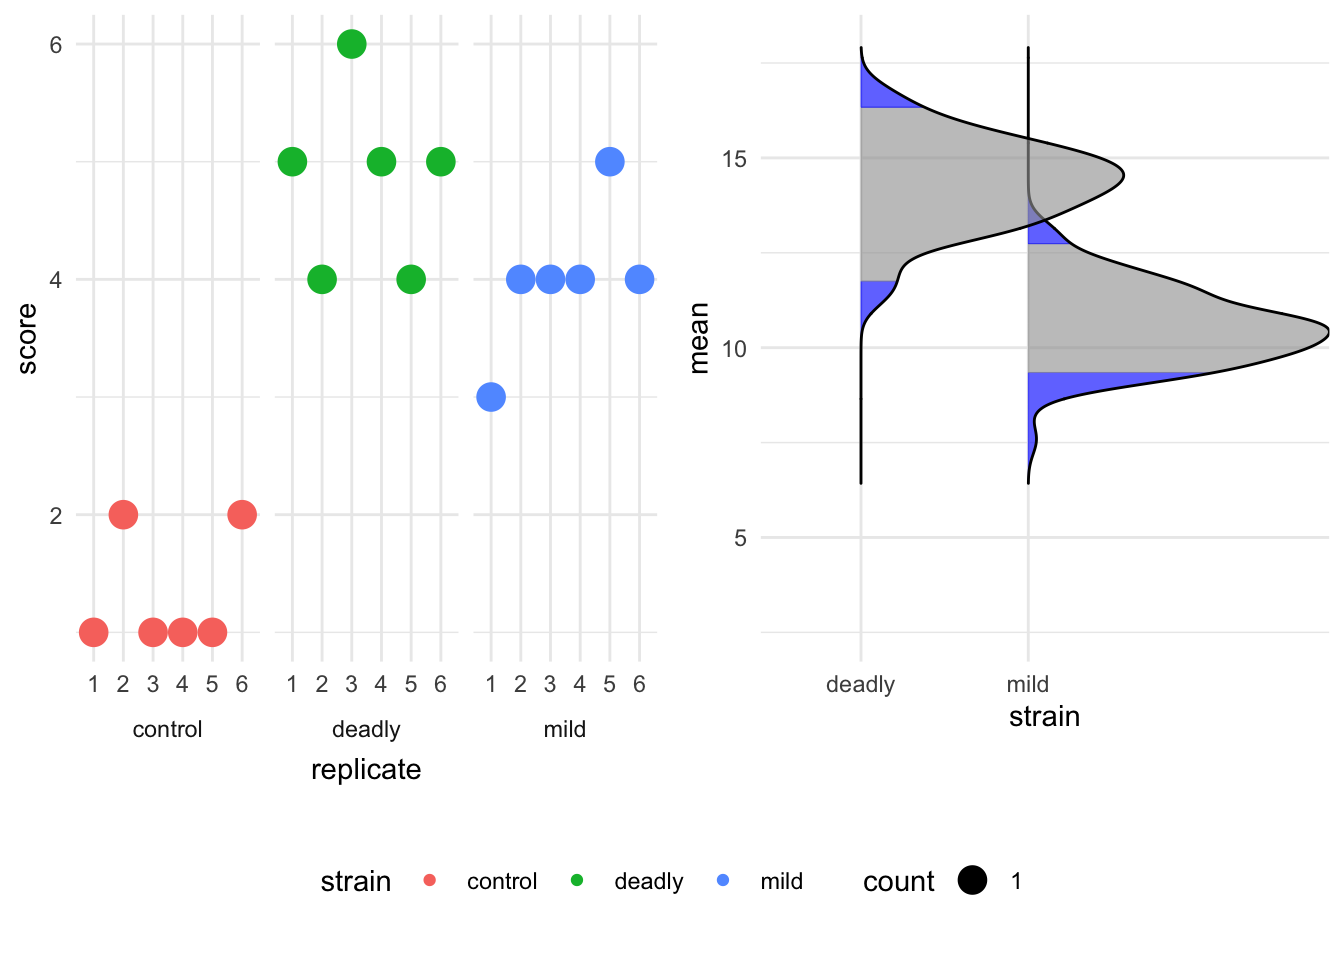 score
6
4
2
1 2 3 4 5 6
1 2 3 4 5 6
1 2 3 4 5 6
control
deadly
mild
replicate
mean
15
10
5
deadly
mild
strain
strain control deadly mild count 1